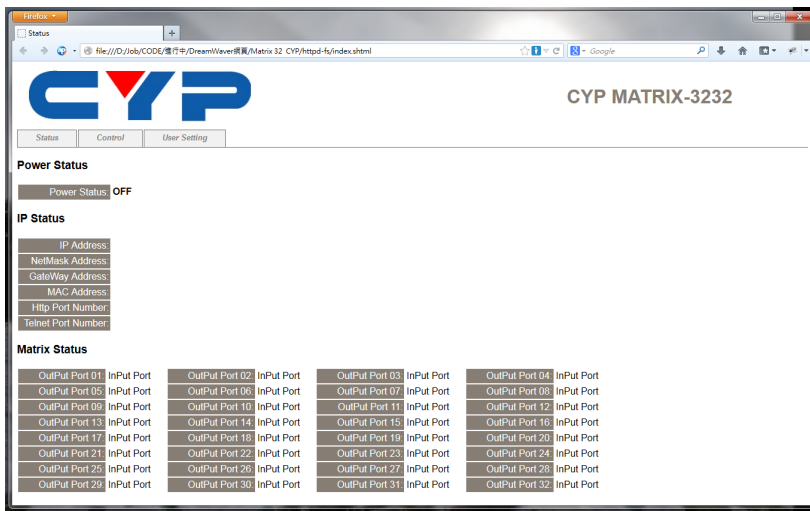 Firefox
Status
file:///D:/Job/CODE/進行中/DreamWaver網頁/Matrix 32 CYP/httpd-fs/index.shtml
Google
CYP
CYP MATRIX-3232
Status Control User Setting
Power Status
Power Status: OFF
IP Status
IP Address:
NetMask Address:
GateWay Address:
MAC Address:
Http Port Number:
Telnet Port Number:
Matrix Status
OutPut Port 01: InPut Port OutPut Port 02: InPut Port OutPut Port 03: InPut Port OutPut Port 04: InPut Port
OutPut Port 05: InPut Port OutPut Port 06: InPut Port OutPut Port 07: InPut Port OutPut Port 08: InPut Port
OutPut Port 09: InPut Port OutPut Port 10: InPut Port OutPut Port 11: InPut Port OutPut Port 12: InPut Port
OutPut Port 13: InPut Port OutPut Port 14: InPut Port OutPut Port 15: InPut Port OutPut Port 16: InPut Port
OutPut Port 17: InPut Port OutPut Port 18: InPut Port OutPut Port 19: InPut Port OutPut Port 20: InPut Port
OutPut Port 21: InPut Port OutPut Port 22: InPut Port OutPut Port 23: InPut Port OutPut Port 24: InPut Port
OutPut Port 25: InPut Port OutPut Port 26: InPut Port OutPut Port 27: InPut Port OutPut Port 28: InPut Port
OutPut Port 29: InPut Port OutPut Port 30: InPut Port OutPut Port 31: InPut Port OutPut Port 32: InPut Port